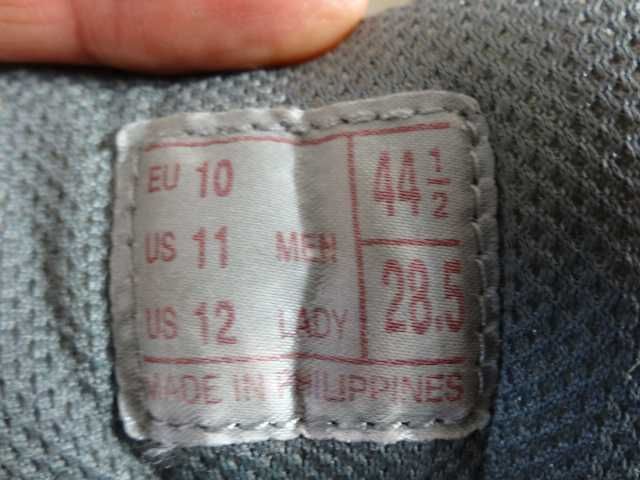 EU 10
US 11 MEN
US 12 LADY
44 1/2
28.5
MADE IN PHILIPPINES